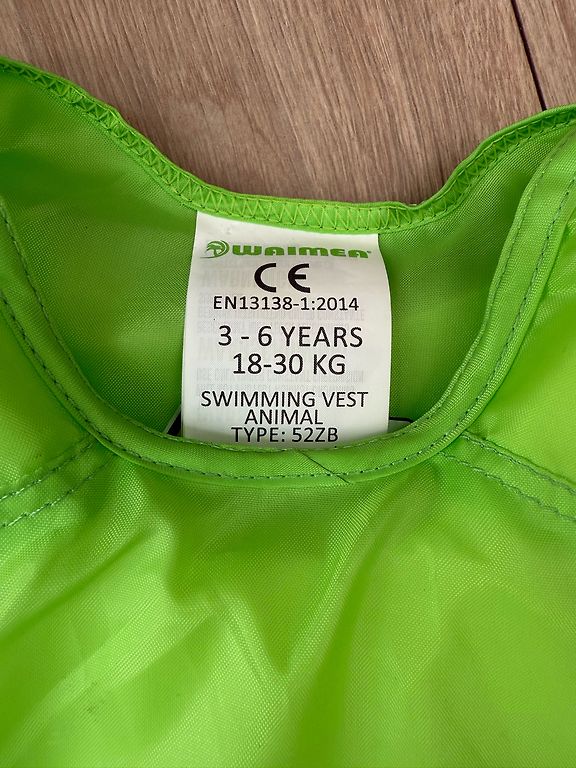 WAIMEA
CE
EN13138-1:2014
3 - 6 YEARS
18-30 KG
SWIMMING VEST
ANIMAL
TYPE: 52ZB